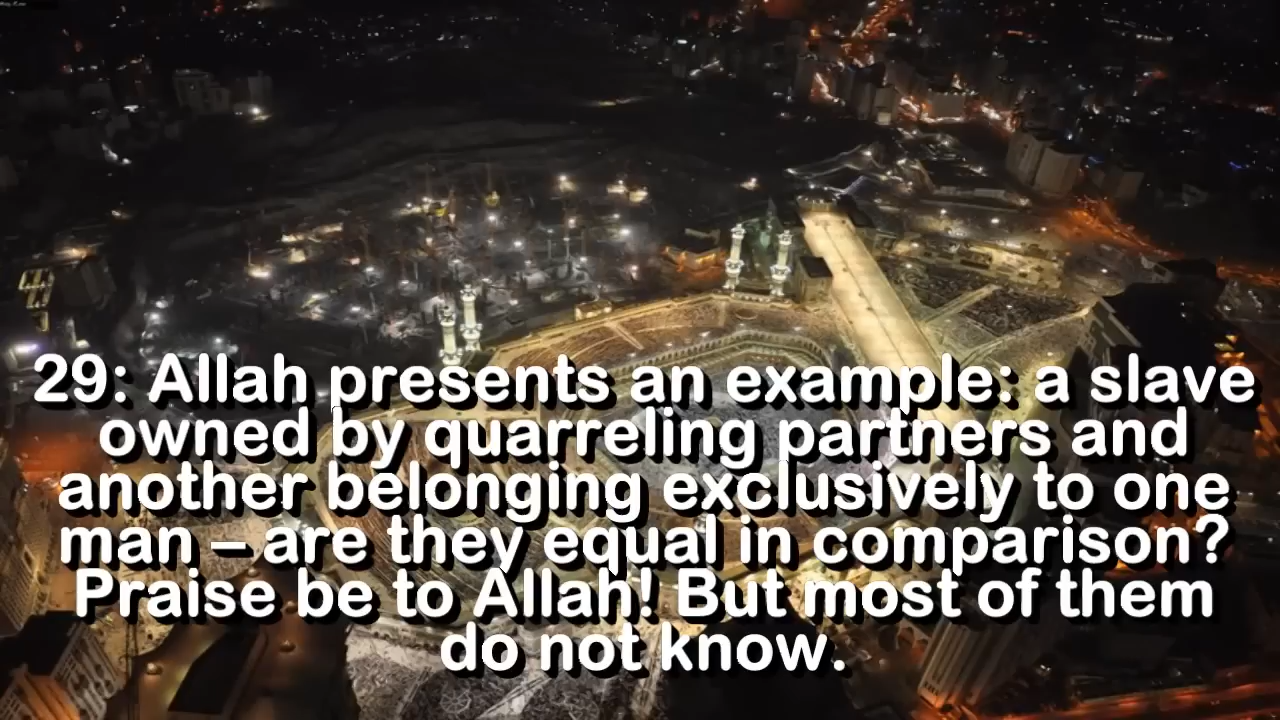 29: Allah presents an example: a slave
owned by quarreling partners and
another belonging exclusively to one
man – are they equal in comparison?
Praise be to Allah! But most of them
do not know.